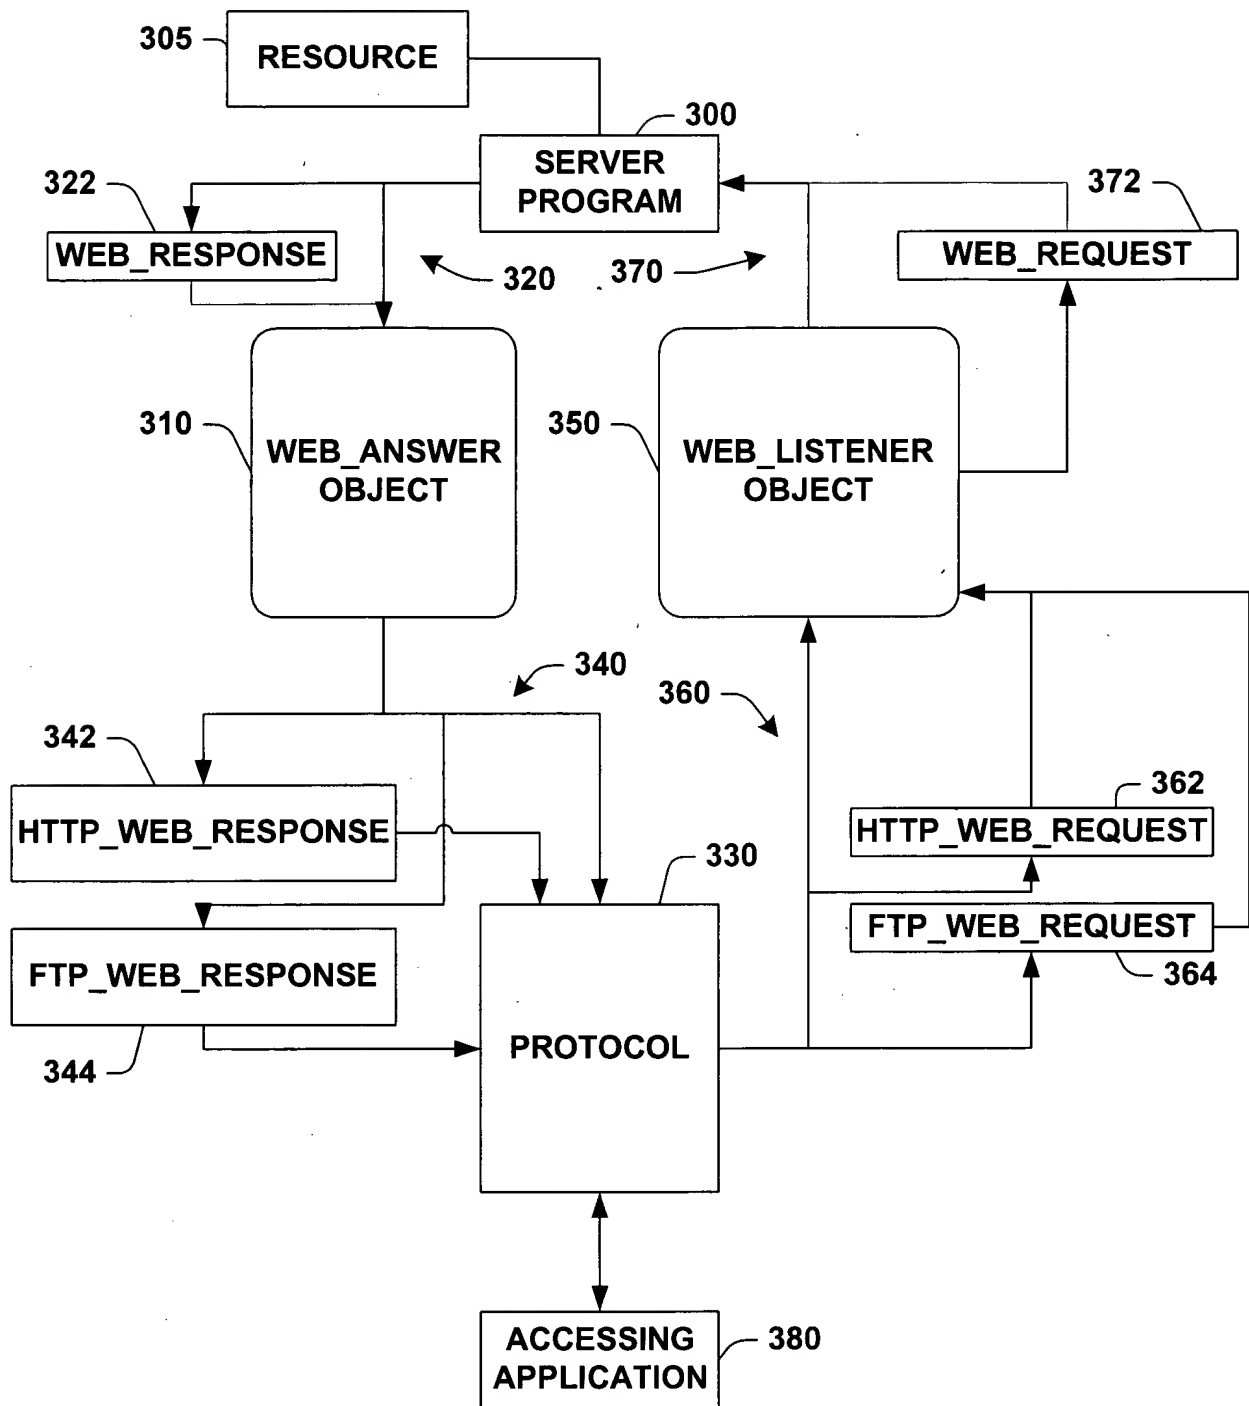 305
RESOURCE
300
SERVER
PROGRAM
322
372
WEB_RESPONSE
320
370
WEB_REQUEST
310
WEB_ANSWER
OBJECT
350
WEB_LISTENER
OBJECT
340
360
342
HTTP_WEB_RESPONSE
362
HTTP_WEB_REQUEST
330
FTP_WEB_REQUEST
364
FTP_WEB_RESPONSE
344
PROTOCOL
ACCESSING
APPLICATION
380